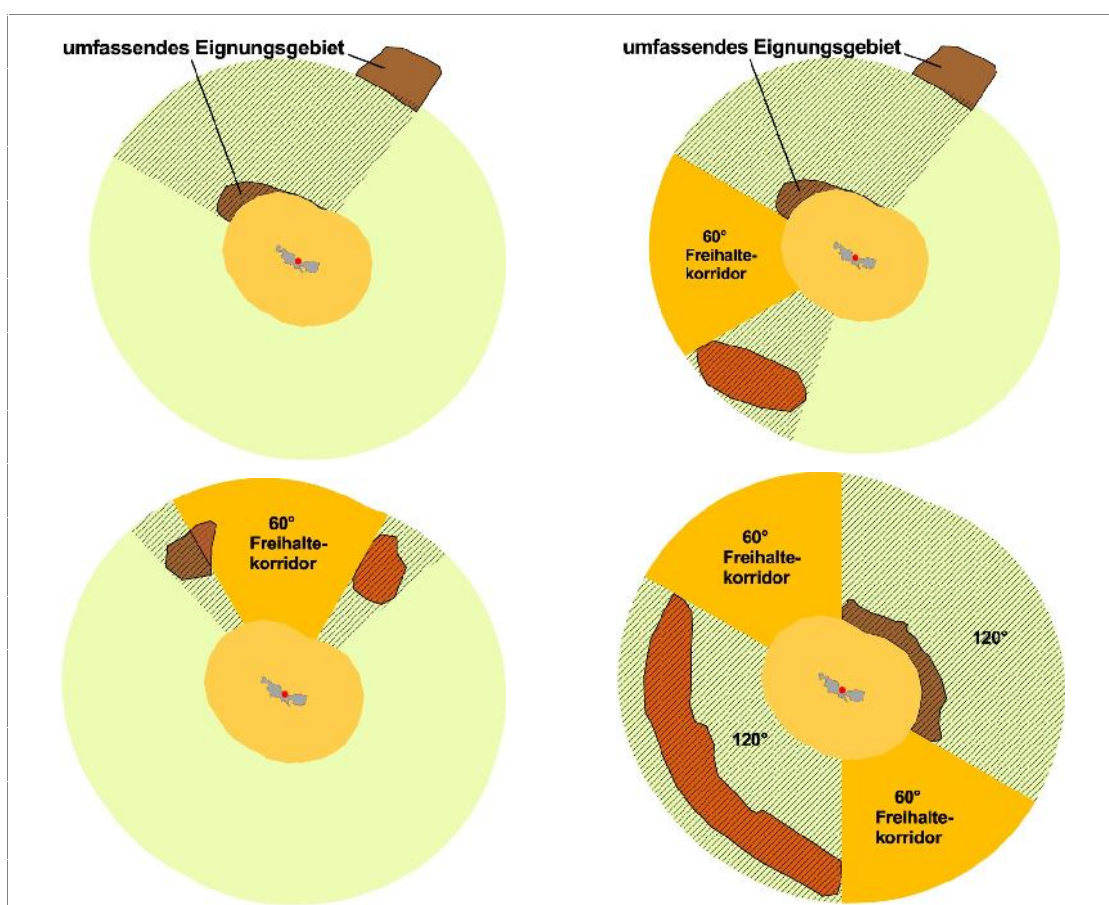 umfassendes Eignungsgebiet
umfassendes Eignungsgebiet
60°
Freihalte-
korridor
60°
Freihalte-
korridor
60°
Freihalte-
korridor
120°
120°
60°
Freihalte-
korridor